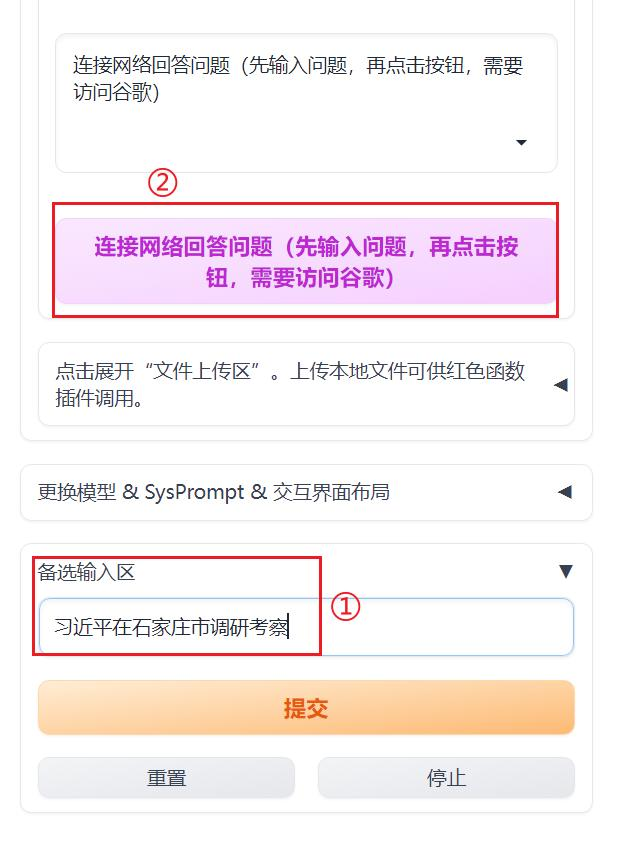 连接网络回答问题（先输入问题，再点击按钮，需要
访问谷歌）
②
连接网络回答问题（先输入问题，再点击按
钮，需要访问谷歌）
点击展开“文件上传区”。上传本地文件可供红色函数
插件调用。
更换模型 & SysPrompt & 交互界面布局
备选输入区
①
习近平在石家庄市调研考察
提交
重置
停止